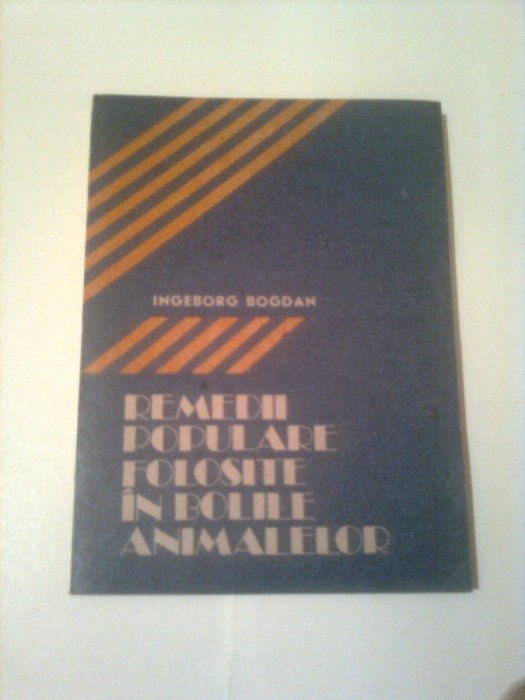 INGEBORG BOGDAN
REMEDII
POPULARE
FOLOSITE
ÎN BOLILE
ANIMALELOR